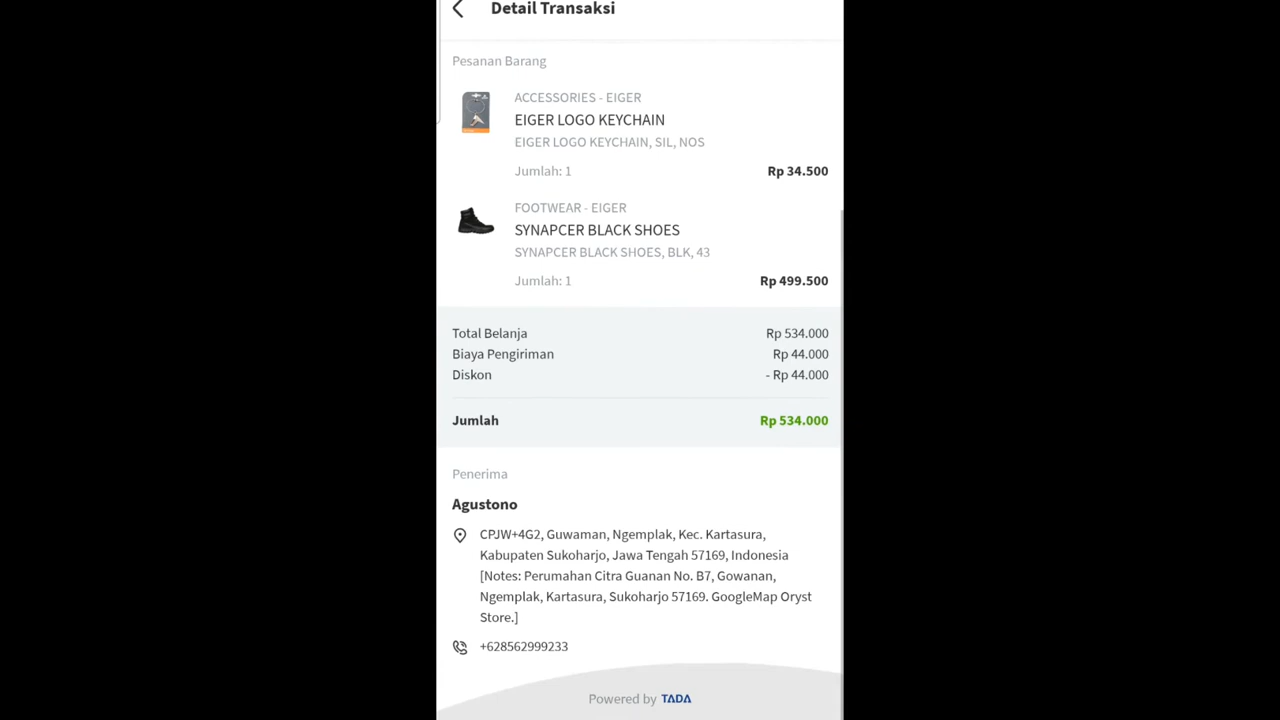 Detail Transaksi
Pesanan Barang
ACCESSORIES - EIGER
EIGER LOGO KEYCHAIN
EIGER LOGO KEYCHAIN, SIL, NOS
Jumlah: 1 Rp 34.500
FOOTWEAR - EIGER
SYNAPCER BLACK SHOES
SYNAPCER BLACK SHOES, BLK, 43
Jumlah: 1 Rp 499.500
Total Belanja Rp 534.000
Biaya Pengiriman Rp 44.000
Diskon - Rp 44.000
Jumlah Rp 534.000
Penerima
Agustono
CPJW+4G2, Guwaman, Ngemplak, Kec. Kartasura,
Kabupaten Sukoharjo, Jawa Tengah 57169, Indonesia
[Notes: Perumahan Citra Guanan No. B7, Gowanan,
Ngemplak, Kartasura, Sukoharjo 57169. GoogleMap Oryst
Store.]
+628562999233
Powered by TADA